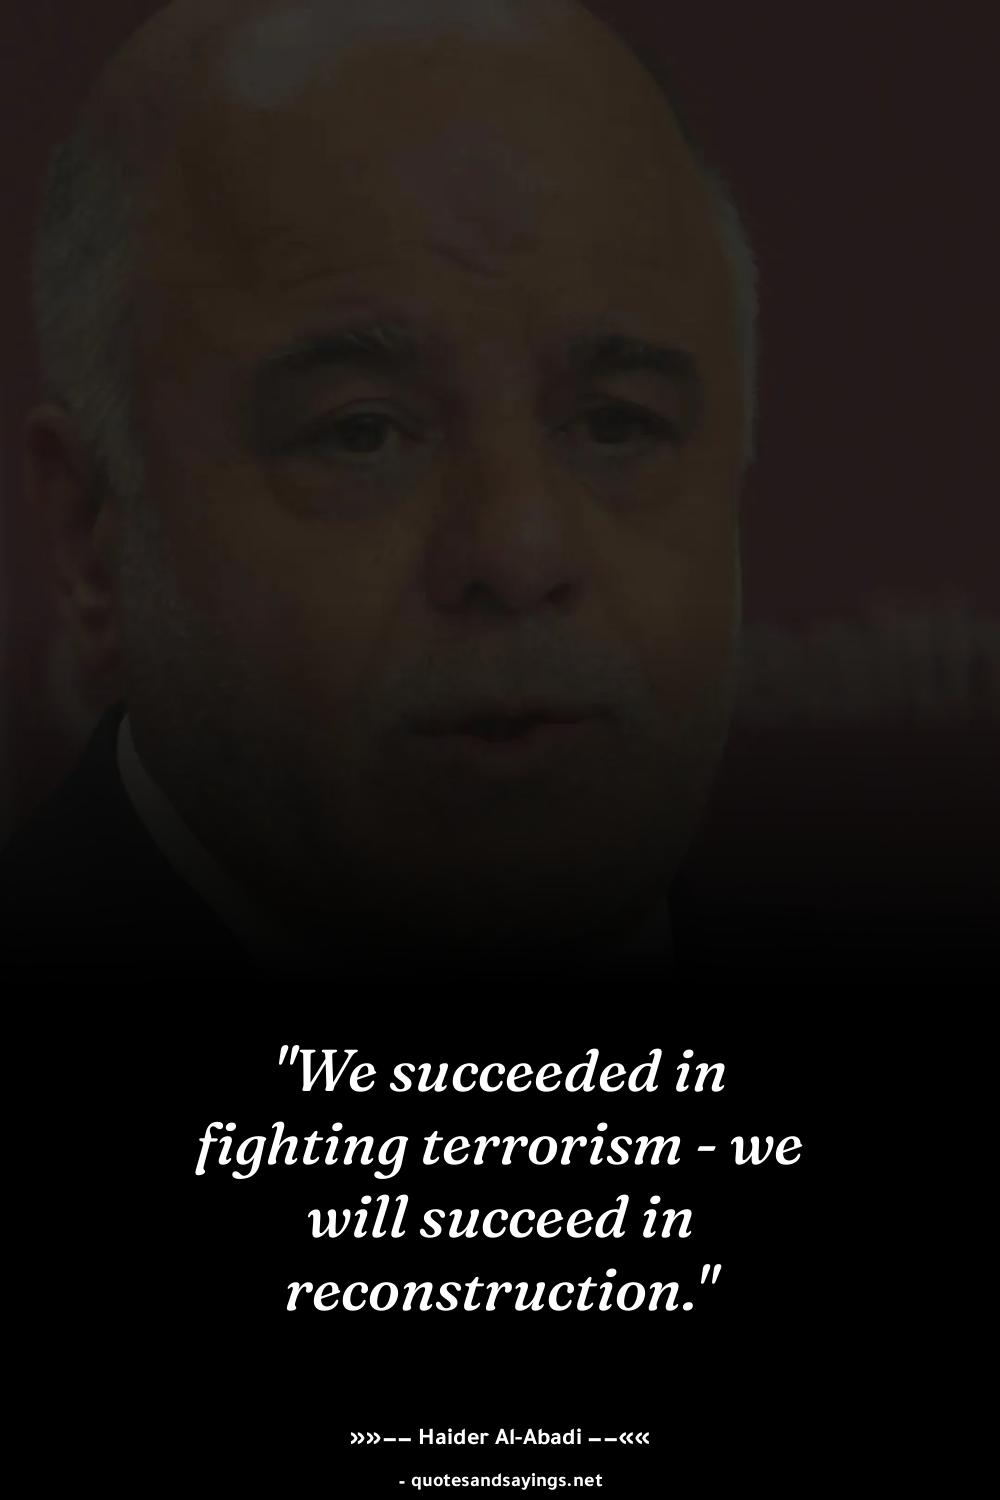 "We succeeded in
fighting terrorism - we
will succeed in
reconstruction."
»»–– Haider Al-Abadi ––««
- quotesandsayings.net